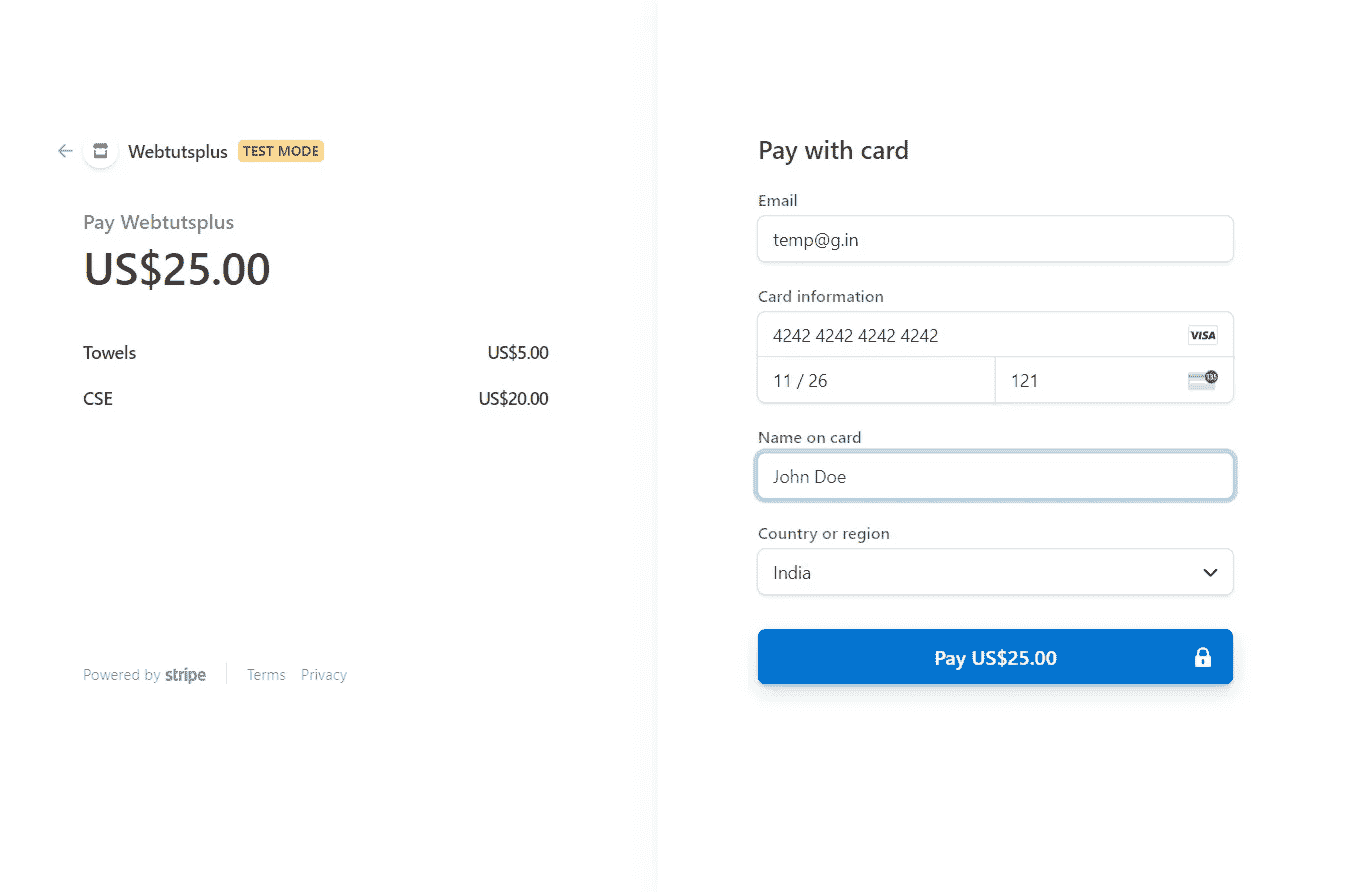 Webtutsplus TEST MODE
Pay Webtutsplus
US$25.00
Towels US$5.00
CSE US$20.00
Powered by stripe Terms Privacy
Pay with card
Email
temp@g.in
Card information
4242 4242 4242 4242 VISA
11 / 26 121 135
Name on card
John Doe
Country or region
India
Pay US$25.00